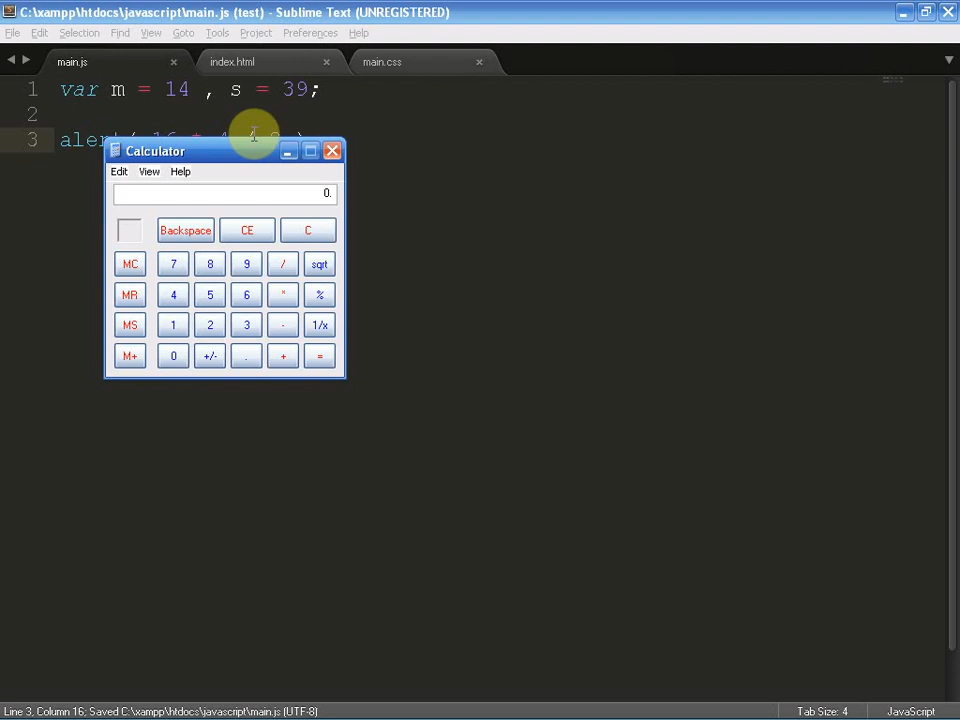 C:\xampp\htdocs\javascript\main.js (test) - Sublime Text (UNREGISTERED)
File Edit Selection Find View Goto Tools Project Preferences Help
main.js index.html main.css
1 var m = 14 , s = 39;
2
3 alert( 16 *
Calculator
Edit View Help
0.
Backspace CE C
MC 7 8 9 / sqrt
MR 4 5 6 * %
MS 1 2 3 - 1/x
M+ 0 +/- . + =
Line 3, Column 16; Saved C:\xampp\htdocs\javascript\main.js (UTF-8) Tab Size: 4 JavaScript